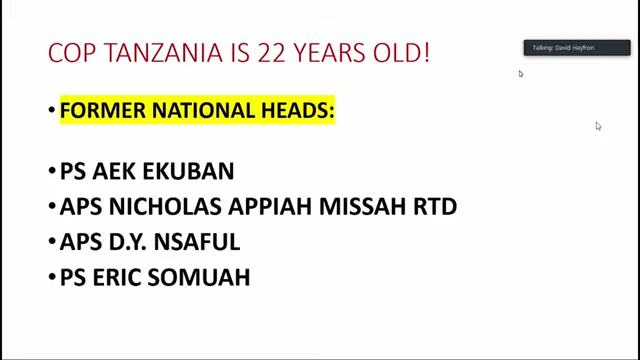 COP TANZANIA IS 22 YEARS OLD!
Talking: David Hayfron
• FORMER NATIONAL HEADS:
• PS AEK EKUBAN
• APS NICHOLAS APPIAH MISSAH RTD
• APS D.Y. NSAFUL
• PS ERIC SOMUAH